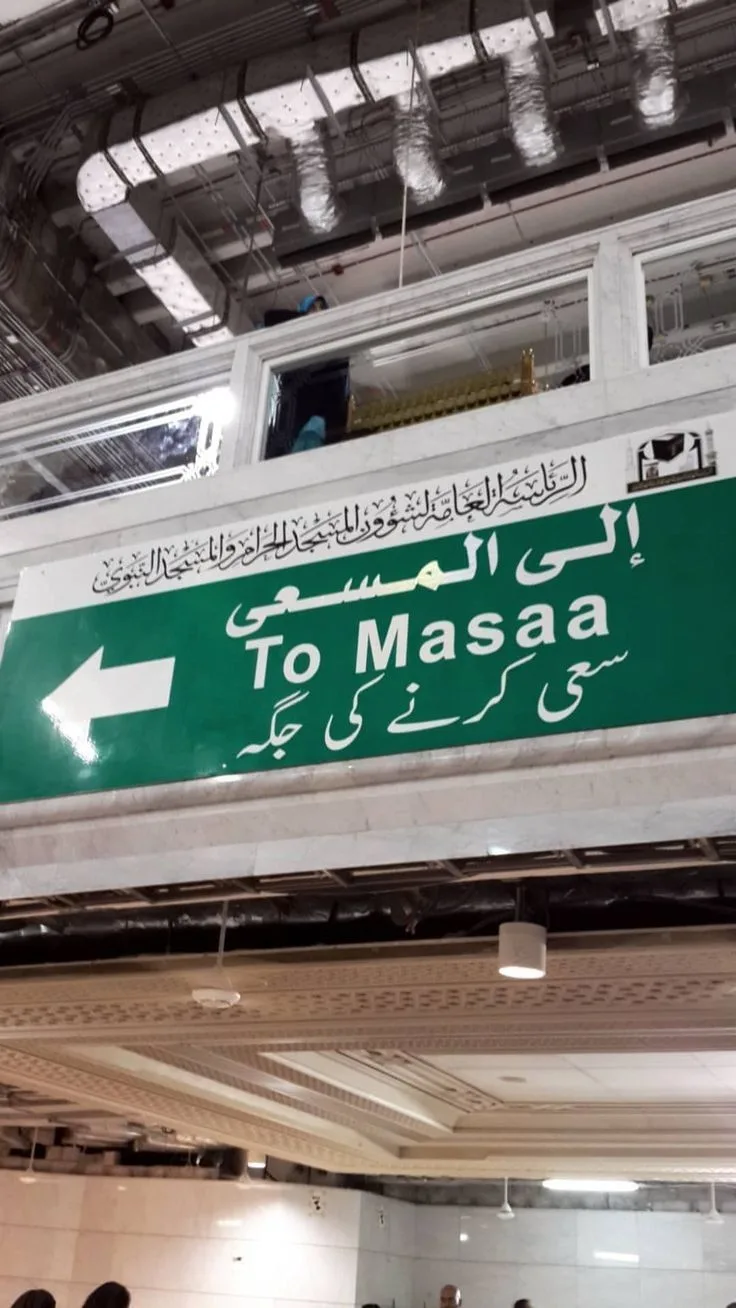 الرئاسة العامة لشؤون المسجد الحرام والمسجد النبوي
إلى المسعى
To Masaa
سعی کرنے کی جگہ